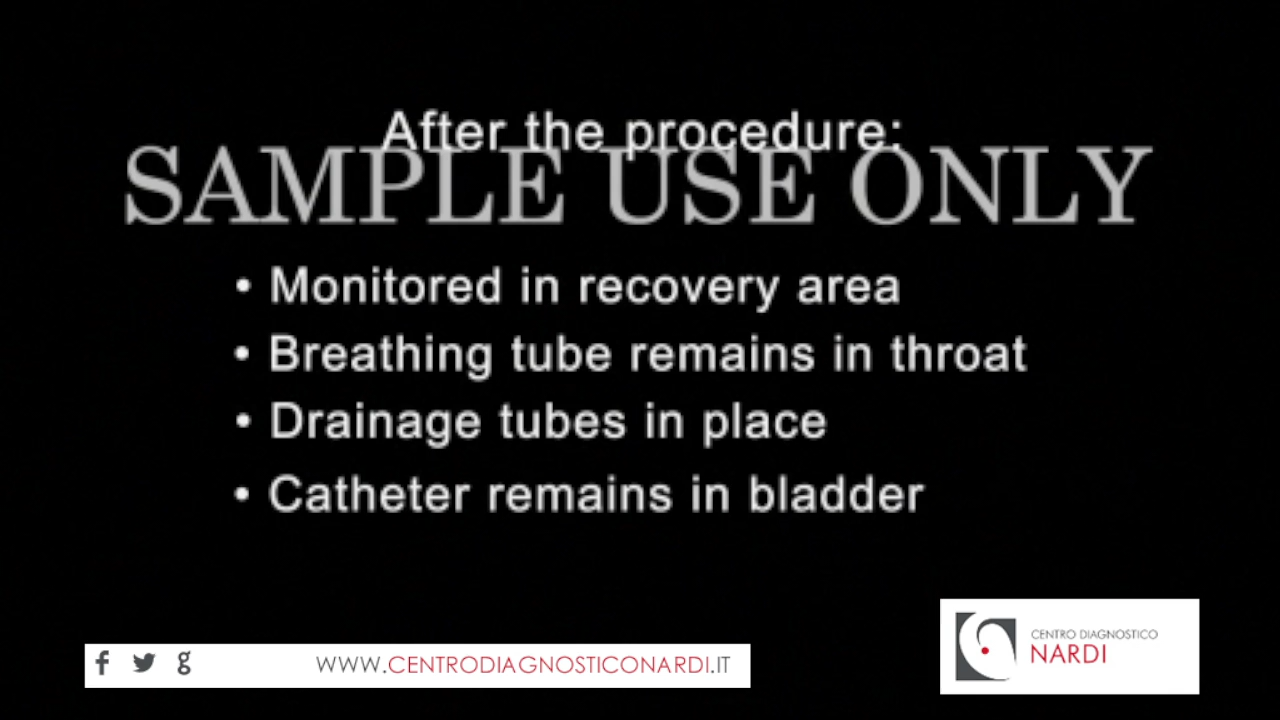 After the procedure:
SAMPLE USE ONLY
• Monitored in recovery area
• Breathing tube remains in throat
• Drainage tubes in place
• Catheter remains in bladder
CENTRO DIAGNOSTICO
NARDI
f g WWW.CENTRODIAGNOSTICONARDI.IT